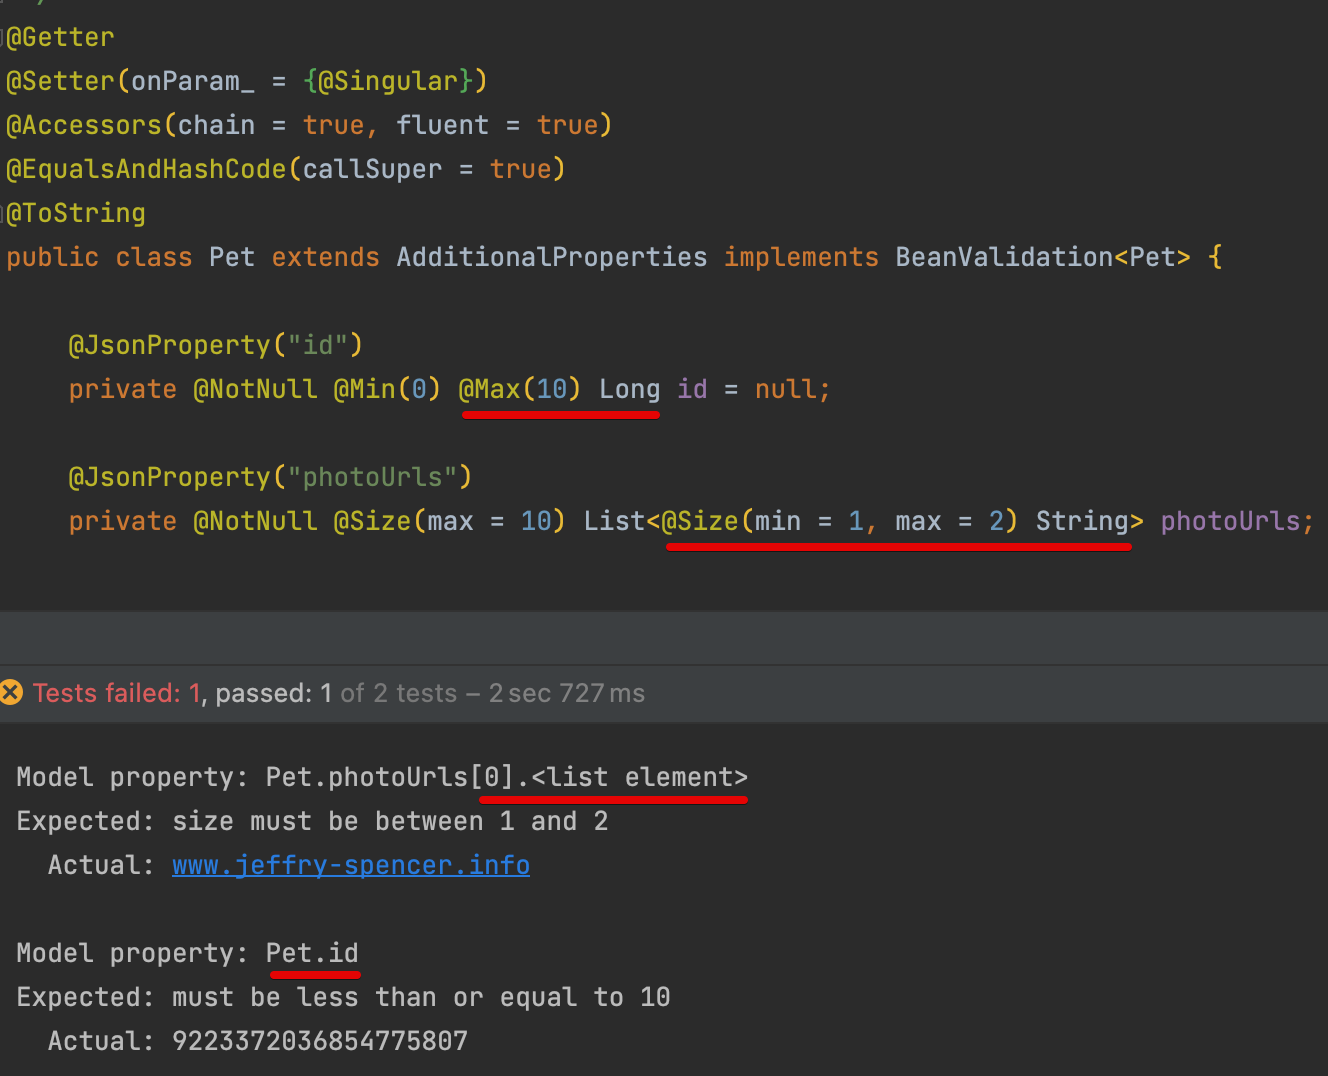 @Getter
@Setter(onParam_ = {@Singular})
@Accessors(chain = true, fluent = true)
@EqualsAndHashCode(callSuper = true)
@ToString
public class Pet extends AdditionalProperties implements BeanValidation<Pet> {
@JsonProperty("id")
private @NotNull @Min(0) @Max(10) Long id = null;
@JsonProperty("photoUrls")
private @NotNull @Size(max = 10) List<@Size(min = 1, max = 2) String> photoUrls;
Tests failed: 1, passed: 1 of 2 tests – 2 sec 727 ms
Model property: Pet.photoUrls[0].<list element>
Expected: size must be between 1 and 2
Actual: www.jeffry-spencer.info
Model property: Pet.id
Expected: must be less than or equal to 10
Actual: 9223372036854775807